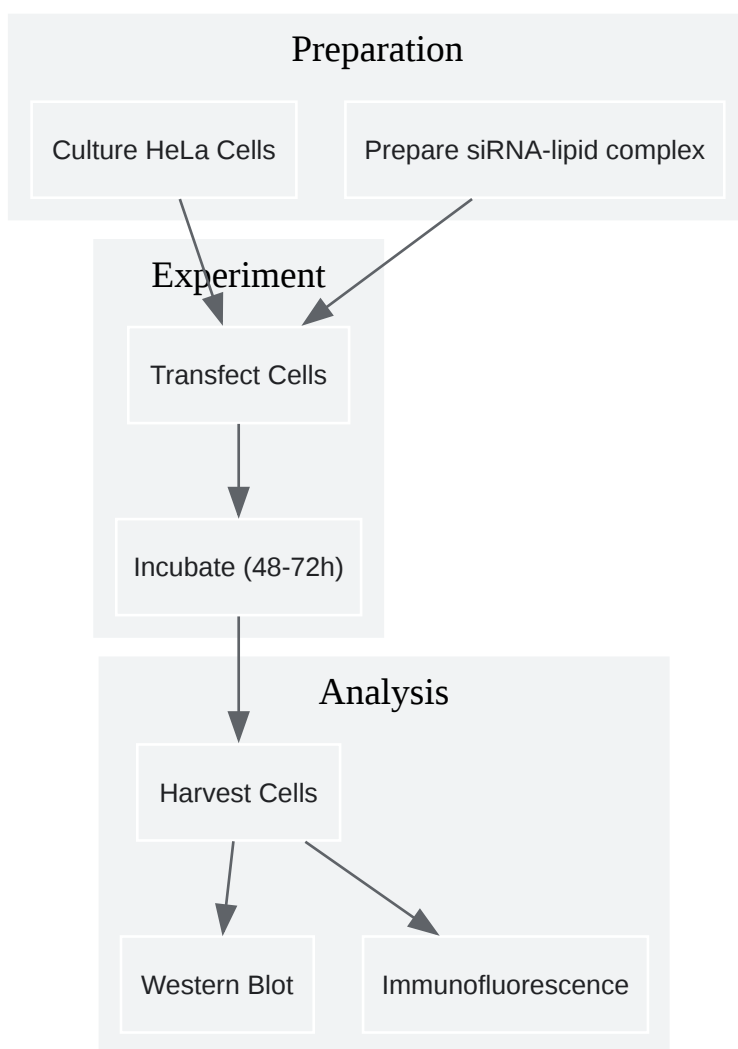 Preparation
Culture HeLa Cells
Prepare siRNA-lipid complex
Experiment
Transfect Cells
Incubate (48-72h)
Analysis
Harvest Cells
Western Blot
Immunofluorescence